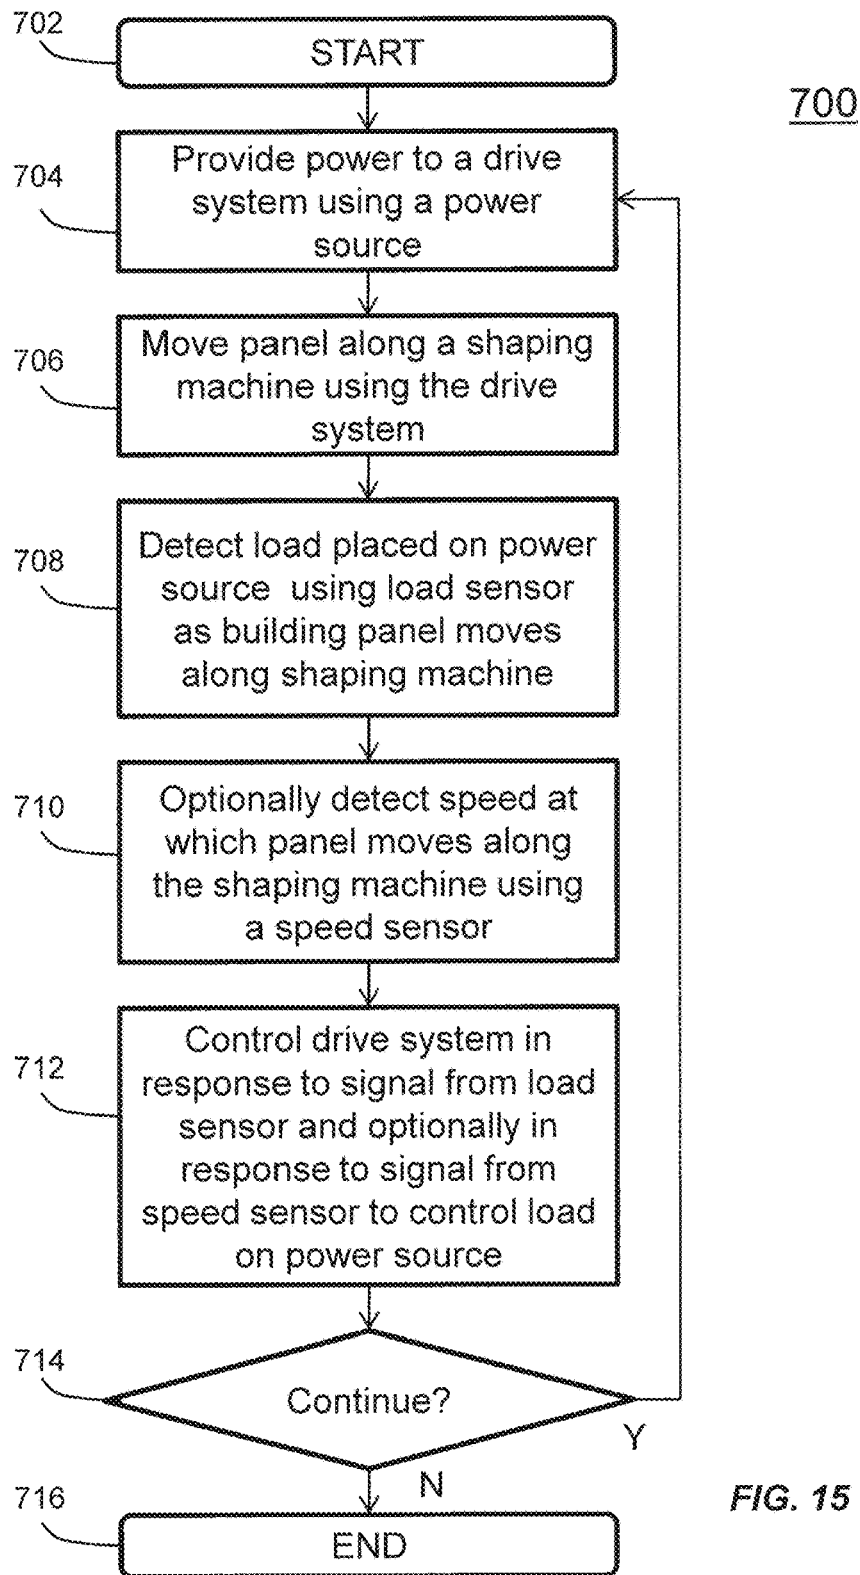 702
START
700
704
Provide power to a drive
system using a power
source
706
Move panel along a shaping
machine using the drive
system
708
Detect load placed on power
source using load sensor
as building panel moves
along shaping machine
710
Optionally detect speed at
which panel moves along
the shaping machine using
a speed sensor
712
Control drive system in
response to signal from load
sensor and optionally in
response to signal from
speed sensor to control load
on power source
714
Continue?
Y
N
716
END
FIG. 15